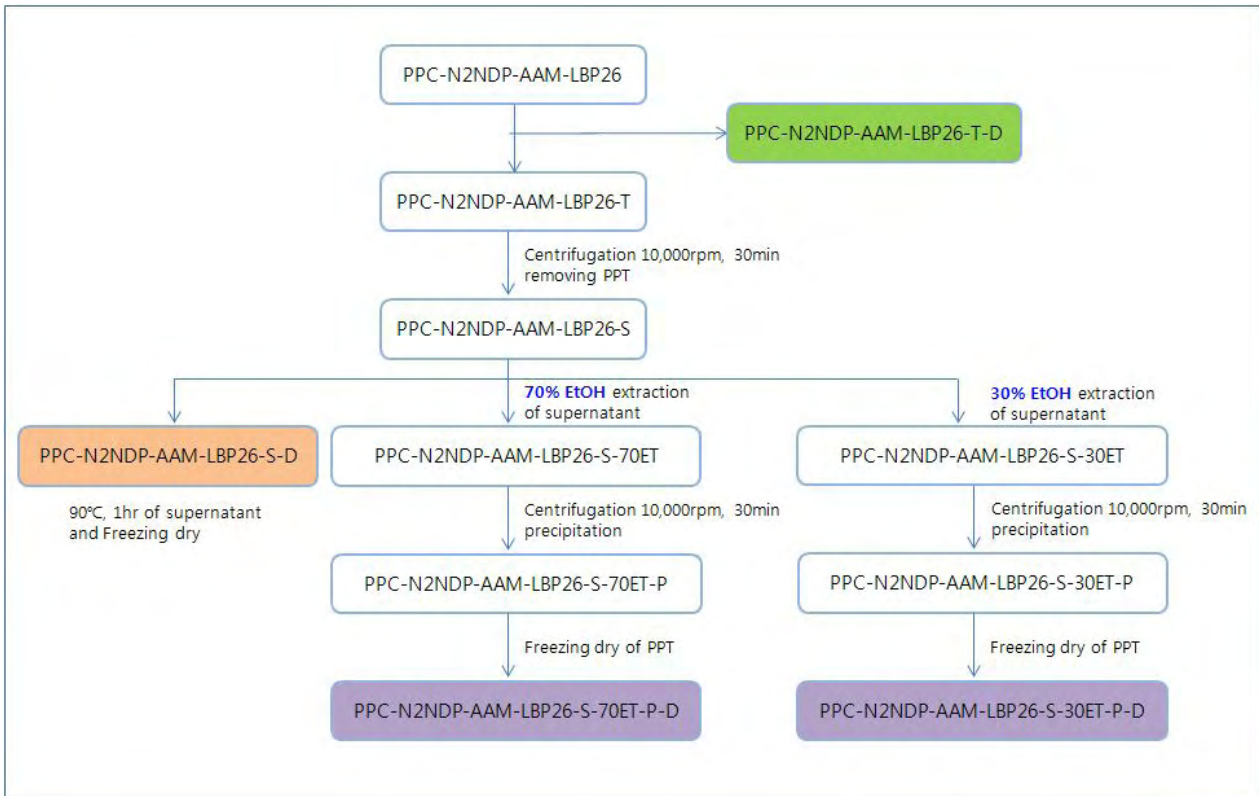 PPC-N2NDP-AAM-LBP26
PPC-N2NDP-AAM-LBP26-T-D
PPC-N2NDP-AAM-LBP26-T
Centrifugation 10,000rpm, 30min
removing PPT
PPC-N2NDP-AAM-LBP26-S
70% EtOH extraction
of supernatant
30% EtOH extraction
of supernatant
PPC-N2NDP-AAM-LBP26-S-D
PPC-N2NDP-AAM-LBP26-S-70ET
PPC-N2NDP-AAM-LBP26-S-30ET
90℃, 1hr of supernatant
and Freezing dry
Centrifugation 10,000rpm, 30min
precipitation
Centrifugation 10,000rpm, 30min
precipitation
PPC-N2NDP-AAM-LBP26-S-70ET-P
PPC-N2NDP-AAM-LBP26-S-30ET-P
Freezing dry of PPT
Freezing dry of PPT
PPC-N2NDP-AAM-LBP26-S-70ET-P-D
PPC-N2NDP-AAM-LBP26-S-30ET-P-D